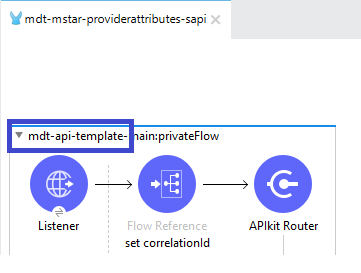 mdt-mstar-providerattributes-sapi
mdt-api-template-main:privateFlow
Listener
Flow Reference
set correlationId
APIkit Router